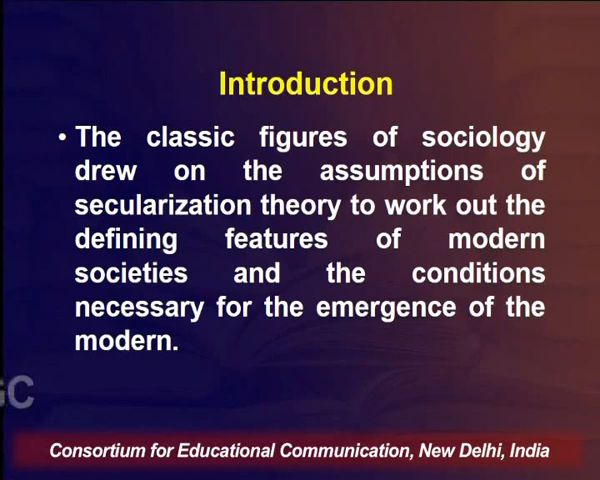 Introduction
• The classic figures of sociology
drew on the assumptions of
secularization theory to work out the
defining features of modern
societies and the conditions
necessary for the emergence of the
modern.
GC
Consortium for Educational Communication, New Delhi, India